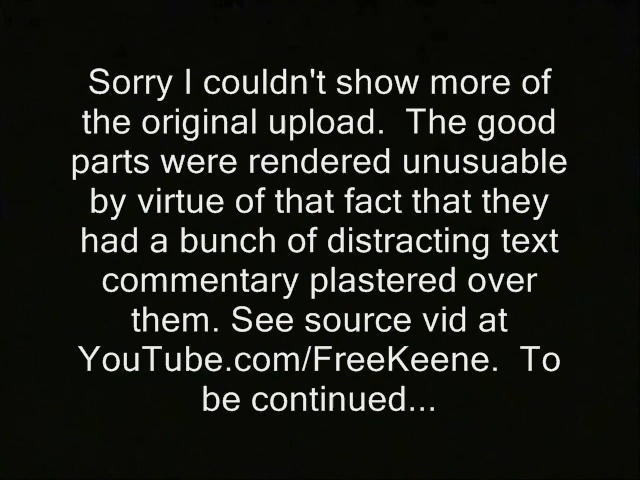 Sorry I couldn't show more of
the original upload.  The good
parts were rendered unusuable
by virtue of that fact that they
had a bunch of distracting text
commentary plastered over
them. See source vid at
YouTube.com/FreeKeene.  To
be continued...